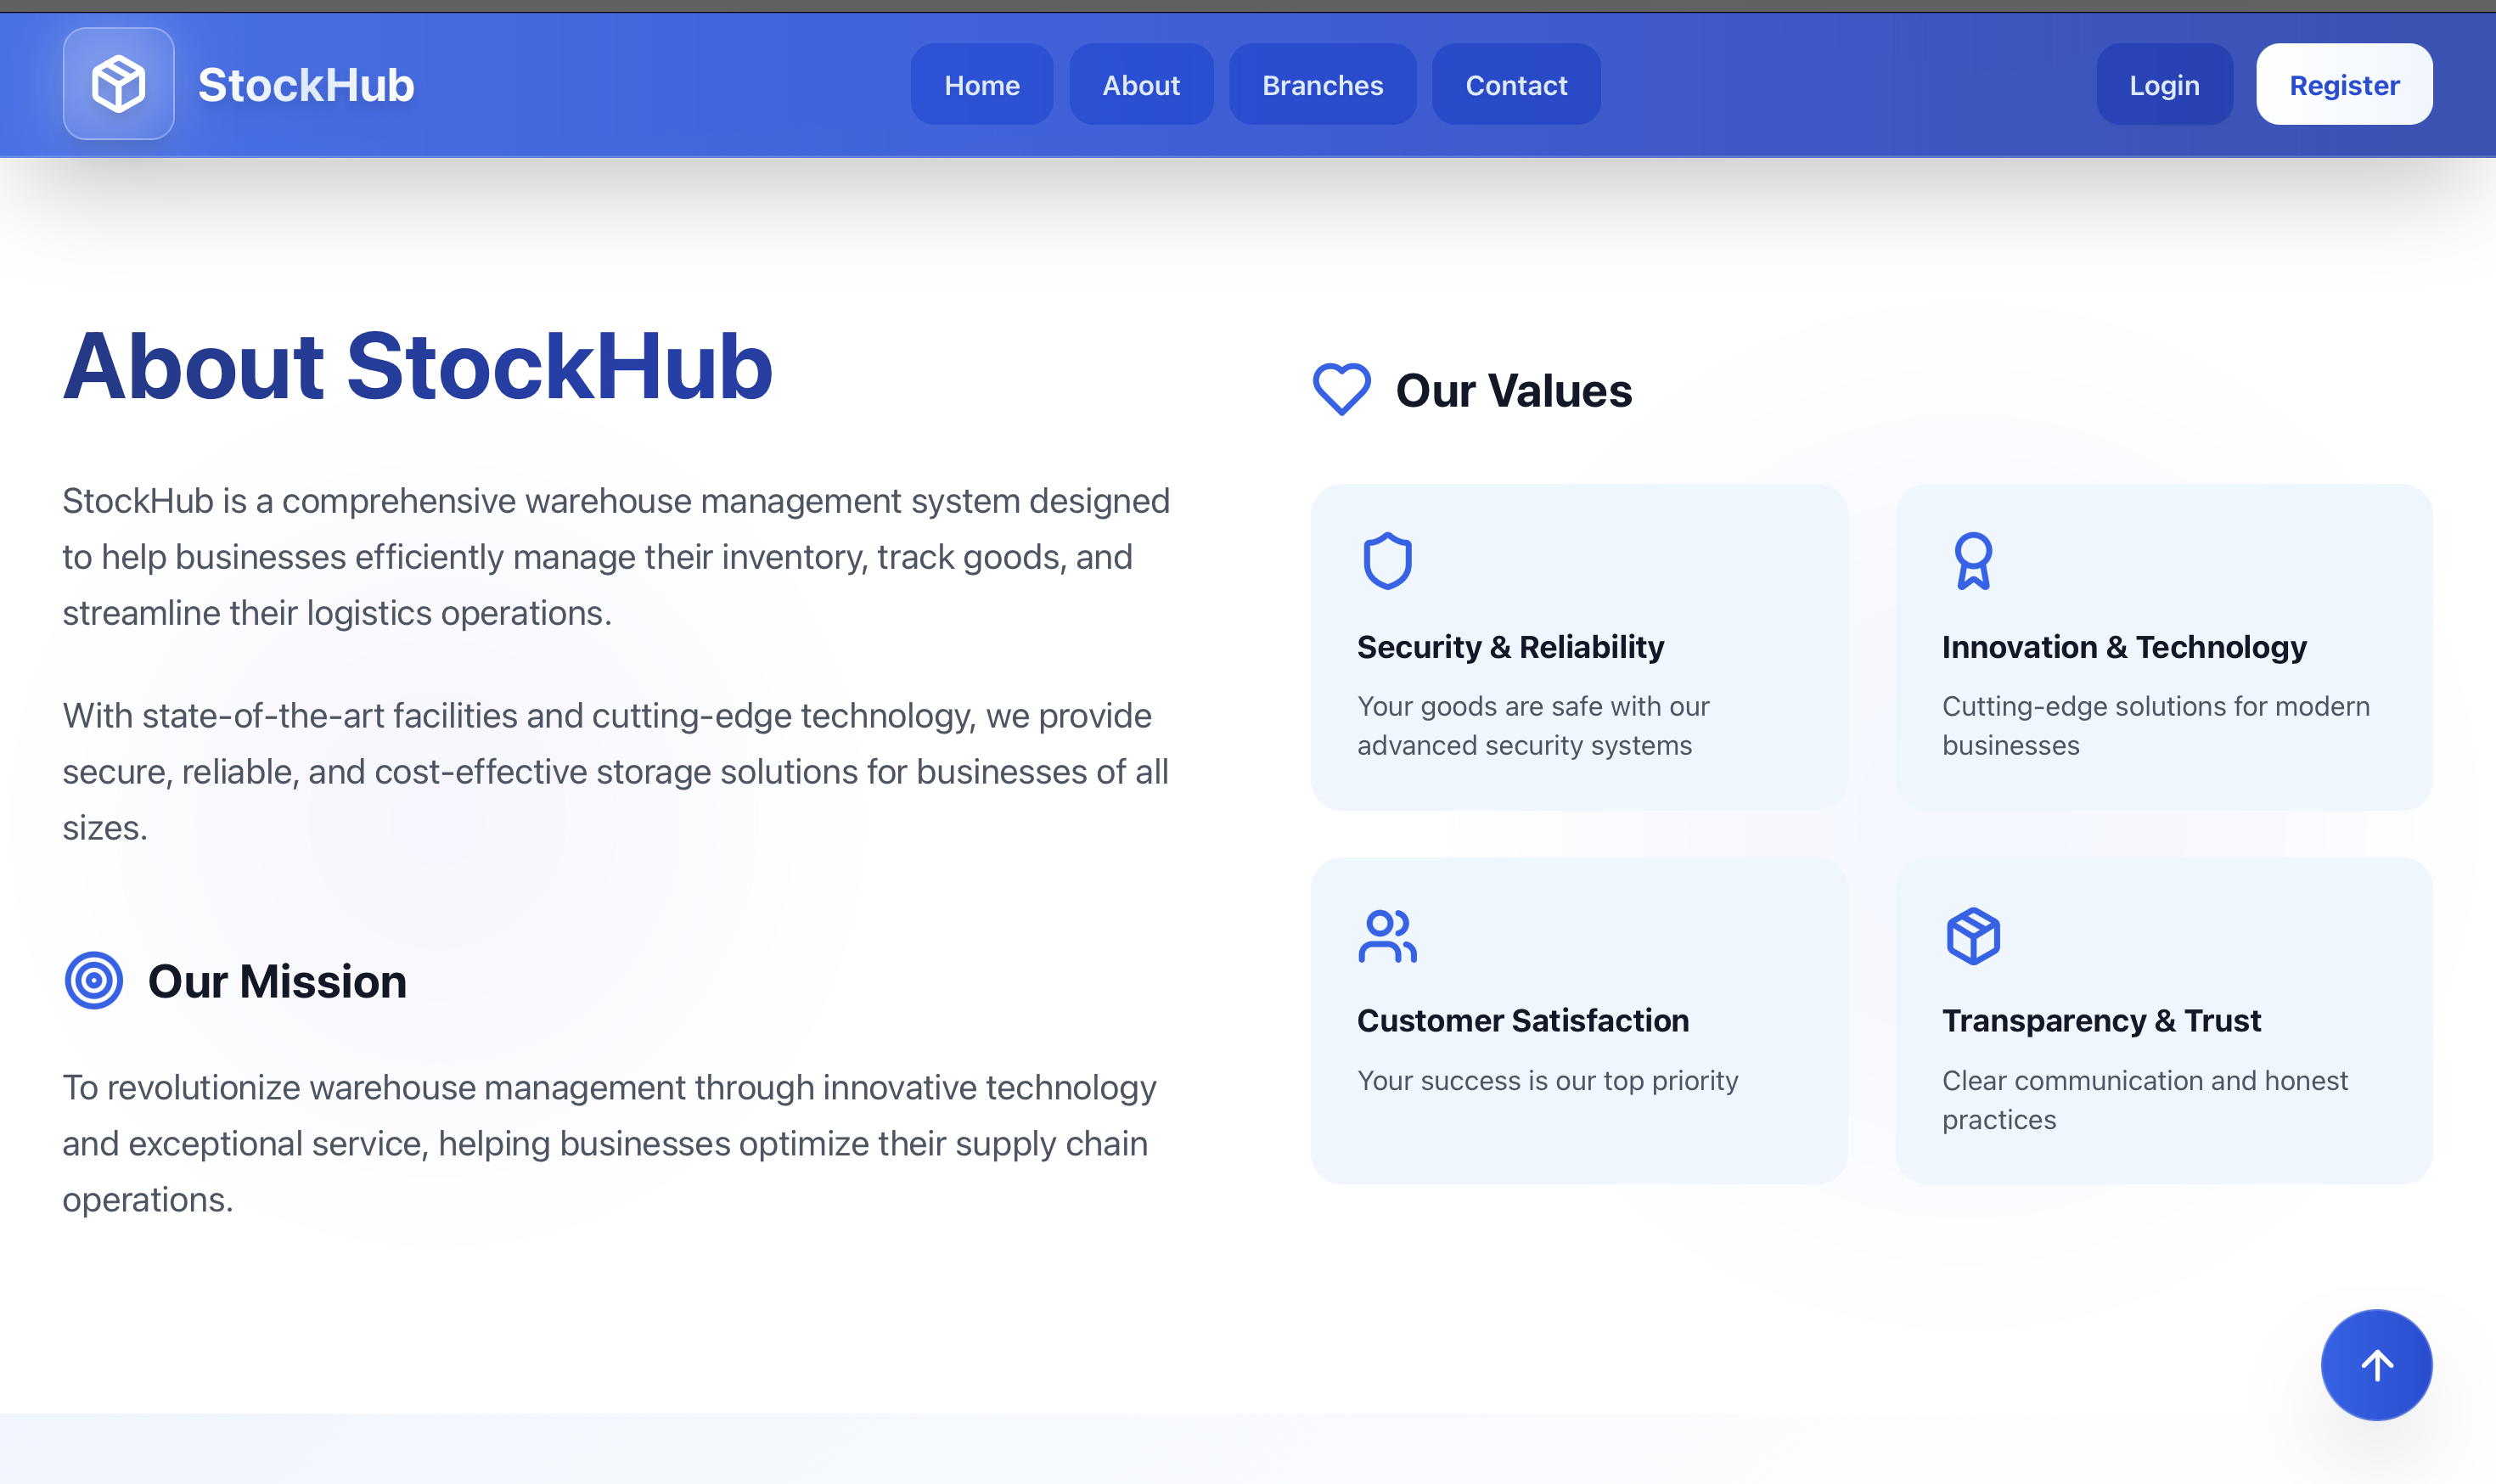 StockHub
Home
About
Branches
Contact
Login
Register
About StockHub
StockHub is a comprehensive warehouse management system designed
to help businesses efficiently manage their inventory, track goods, and
streamline their logistics operations.
With state-of-the-art facilities and cutting-edge technology, we provide
secure, reliable, and cost-effective storage solutions for businesses of all
sizes.
Our Mission
To revolutionize warehouse management through innovative technology
and exceptional service, helping businesses optimize their supply chain
operations.
Our Values
Security & Reliability
Your goods are safe with our
advanced security systems
Innovation & Technology
Cutting-edge solutions for modern
businesses
Customer Satisfaction
Your success is our top priority
Transparency & Trust
Clear communication and honest
practices